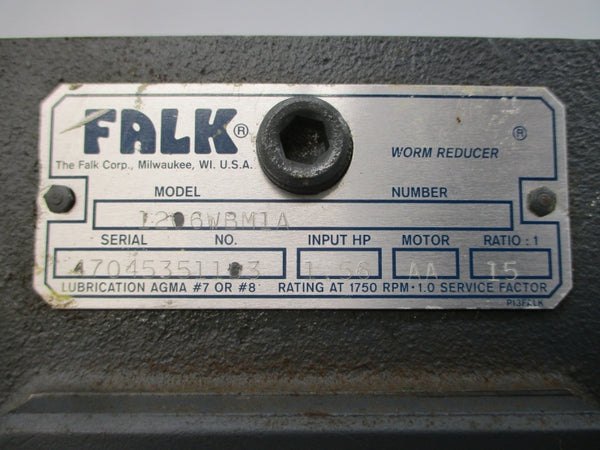 FALK®
The Falk Corp., Milwaukee, WI. U.S.A.
WORM REDUCER ®
MODEL NUMBER
SERIAL NO. INPUT HP MOTOR RATIO : 1
AA 15
LUBRICATION AGMA #7 OR #8 RATING AT 1750 RPM • 1.0 SERVICE FACTOR